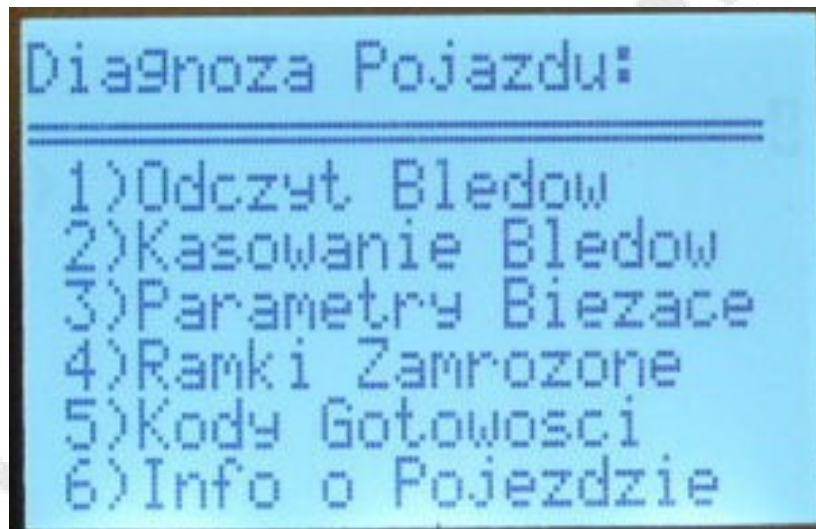 Diagnoza Pojazdu:
1)Odczyt Bledow
2)Kasowanie Bledow
3)Parametry Biezace
4)Ramki Zamrozone
5)Kody Gotowosci
6)Info o Pojezdzie